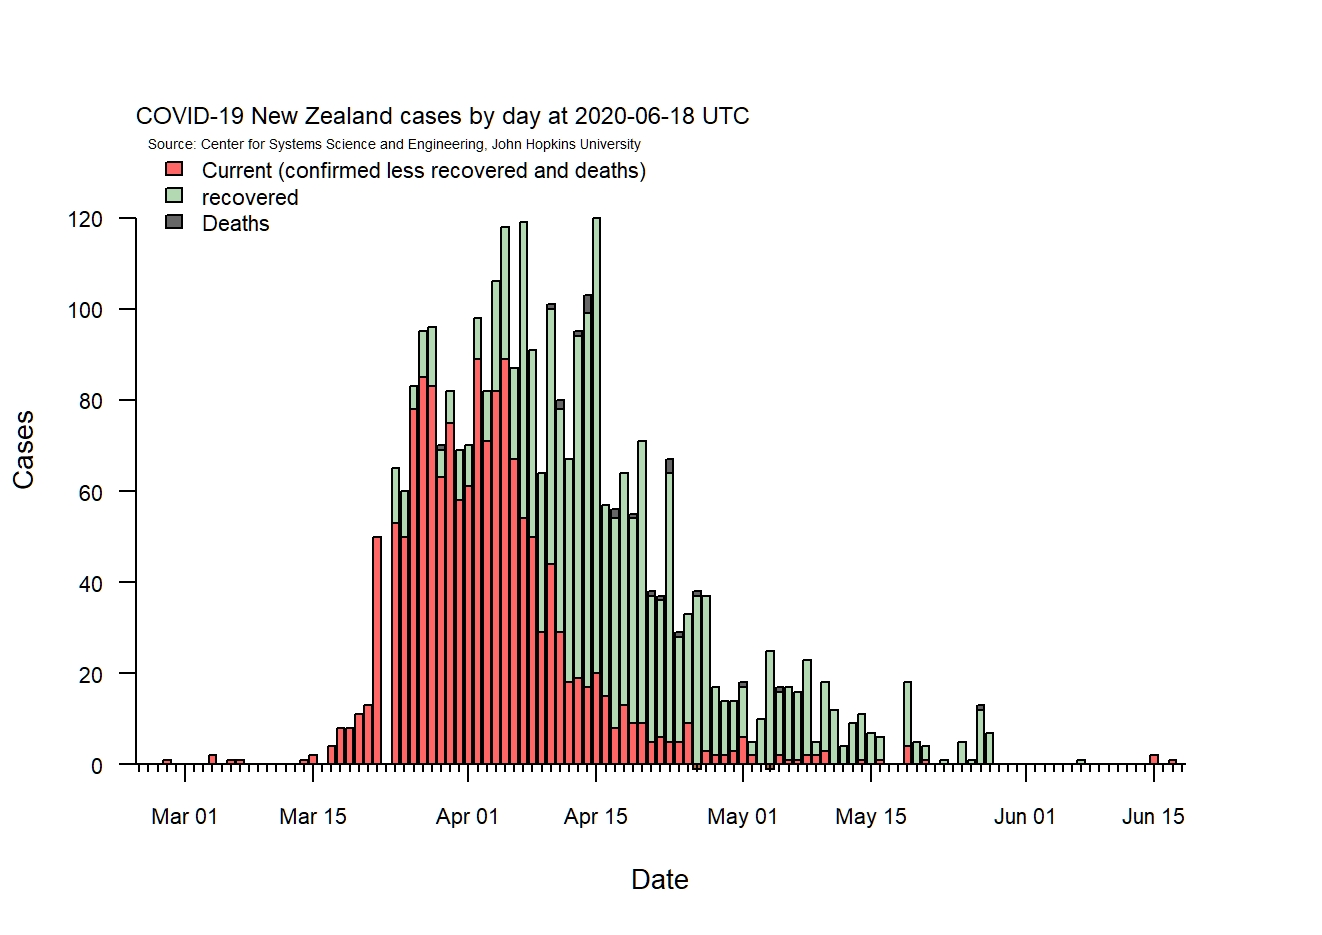 COVID-19 New Zealand cases by day at 2020-06-18 UTC
Source: Center for Systems Science and Engineering, John Hopkins University
Current (confirmed less recovered and deaths)
recovered
Deaths
120
100
80
60
40
20
0
Cases
Mar 01 Mar 15 Apr 01 Apr 15 May 01 May 15 Jun 01 Jun 15
Date